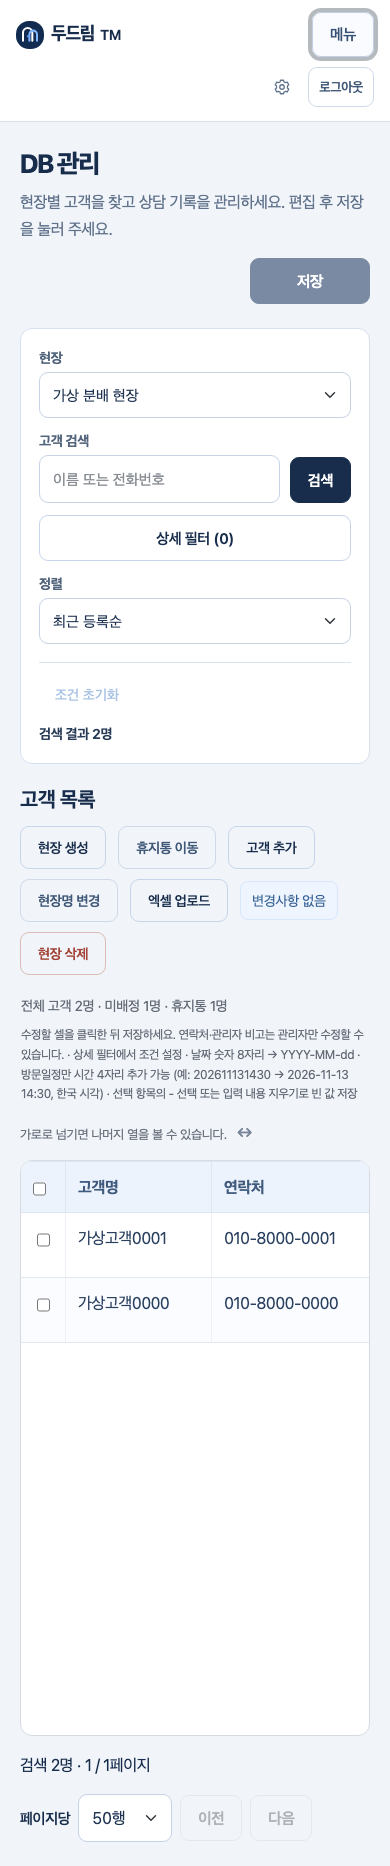 두드림 TM
메뉴
로그아웃
DB 관리
현장별 고객을 찾고 상담 기록을 관리하세요. 편집 후 저장
을 눌러 주세요.
저장
현장
가상 분배 현장
고객 검색
이름 또는 전화번호
검색
상세 필터 (0)
정렬
최근 등록순
조건 초기화
검색 결과 2명
고객 목록
현장 생성
휴지통 이동
고객 추가
현장명 변경
엑셀 업로드
변경사항 없음
현장 삭제
전체 고객 2명 · 미배정 1명 · 휴지통 1명
수정할 셀을 클릭한 뒤 저장하세요. 연락처·관리자 비고는 관리자만 수정할 수
있습니다. · 상세 필터에서 조건 설정 · 날짜 숫자 8자리 → YYYY-MM-dd ·
방문일정만 시간 4자리 추가 가능 (예: 202611131430 → 2026-11-13
14:30, 한국 시각) · 선택 항목의 - 선택 또는 입력 내용 지우기로 빈 값 저장
가로로 넘기면 나머지 열을 볼 수 있습니다. ↔
고객명 연락처
가상고객0001 010-8000-0001
가상고객0000 010-8000-0000
검색 2명 · 1 / 1페이지
페이지당 50행 이전 다음